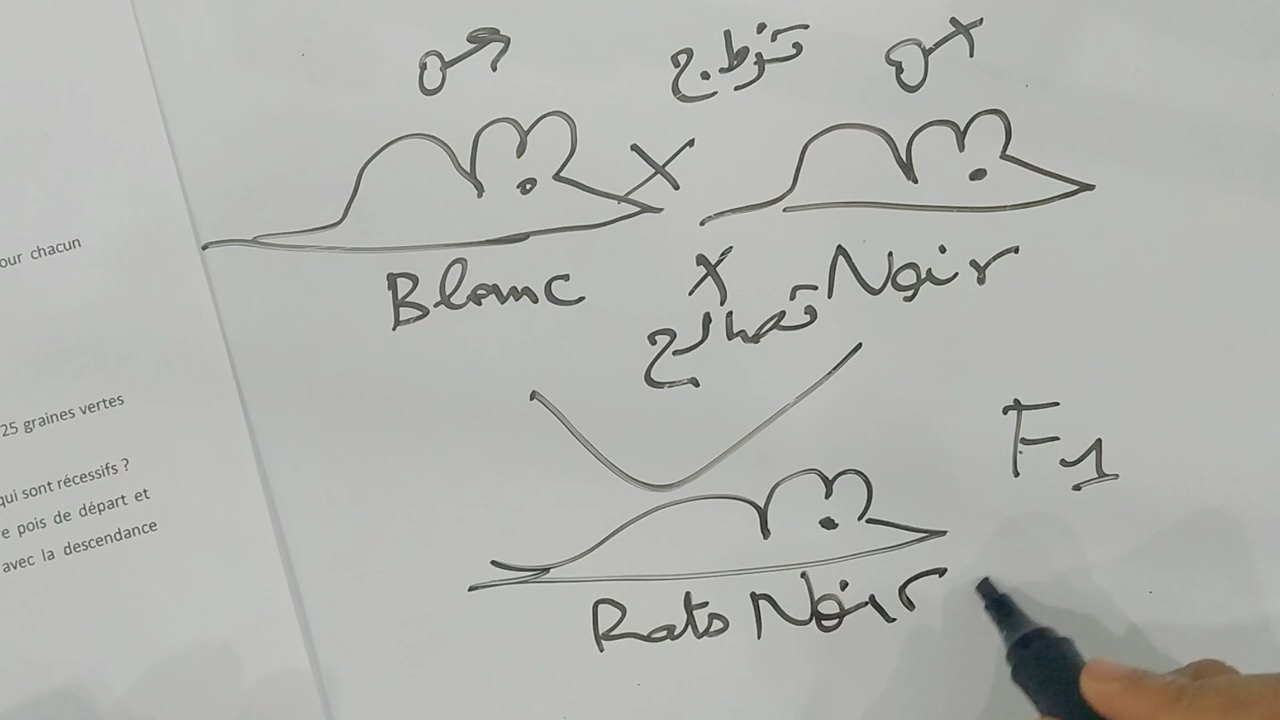 تزاوج
X
Blanc X Noir
تصالب
F1
Rats Noir
our chacun
25 graines vertes
qui sont récessifs ?
e pois de départ et
avec la descendance